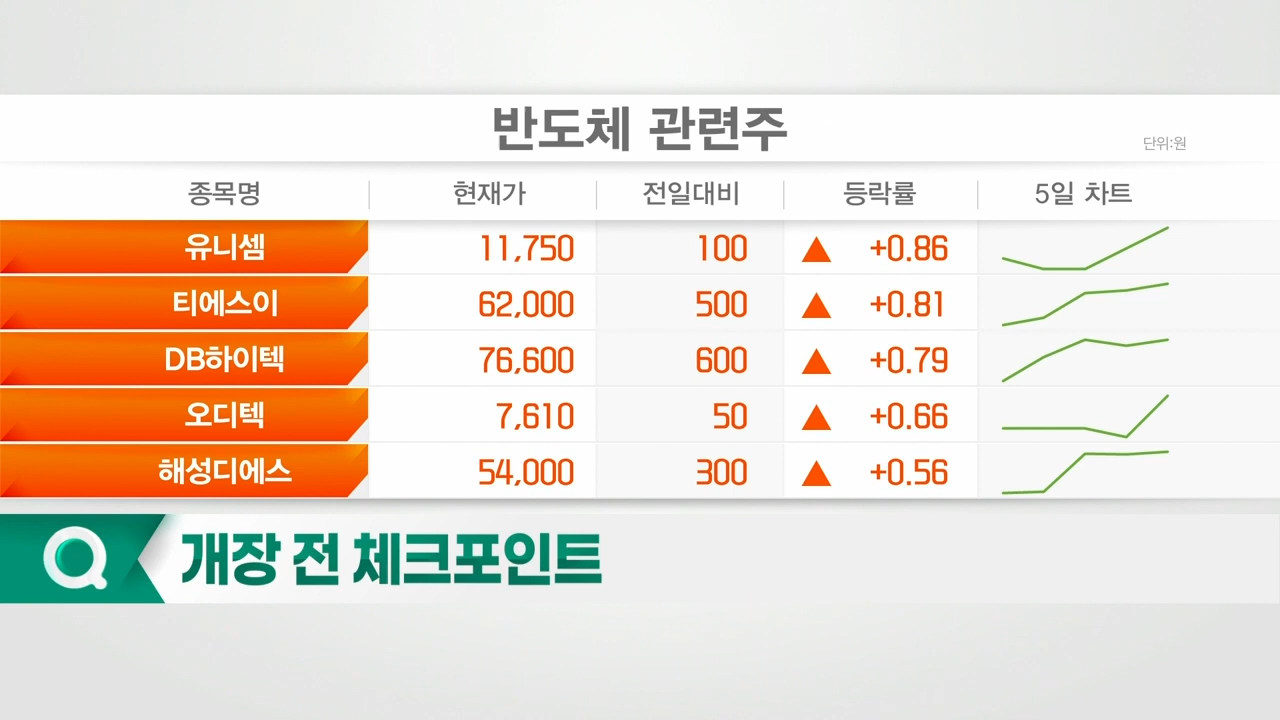 반도체 관련주
단위:원
종목명 현재가 전일대비 등락률 5일 차트
유니셈 11,750 100 ▲ +0.86
티에스이 62,000 500 ▲ +0.81
DB하이텍 76,600 600 ▲ +0.79
오디텍 7,610 50 ▲ +0.66
해성디에스 54,000 300 ▲ +0.56
개장 전 체크포인트